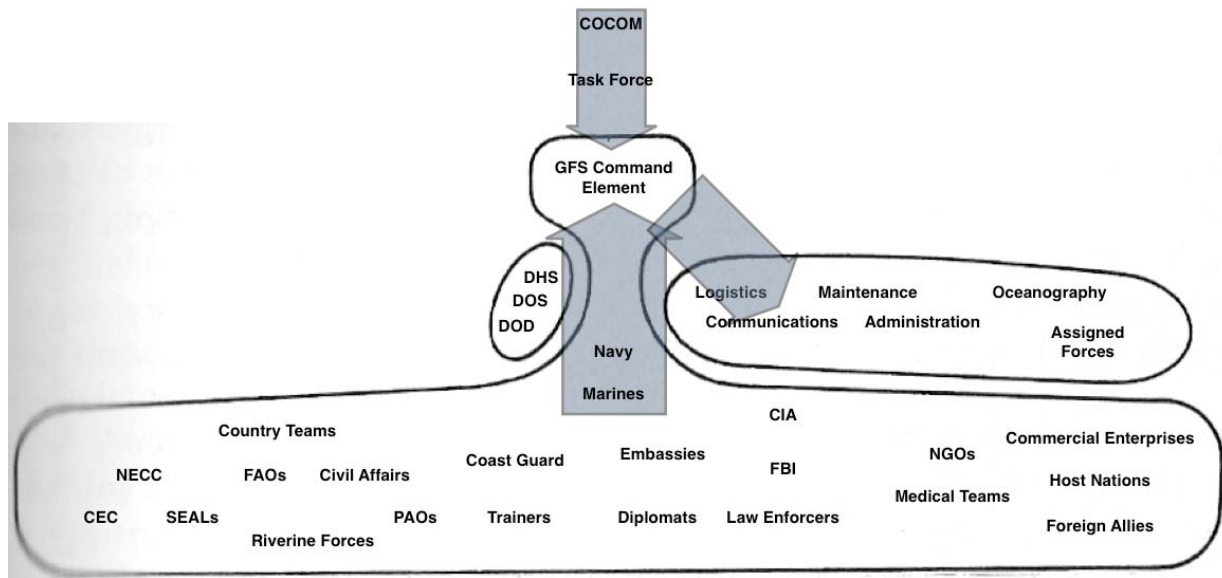 COCOM
Task Force
GFS Command
Element
DHS
DOS
DOD
Logistics
Maintenance
Oceanography
Communications
Administration
Assigned
Forces
Navy
Marines
CIA
Country Teams
Commercial Enterprises
Embassies
NGOs
Coast Guard
FBI
NECC
FAOs
Civil Affairs
Host Nations
Medical Teams
CEC
SEALs
PAOs
Trainers
Diplomats
Law Enforcers
Foreign Allies
Riverine Forces